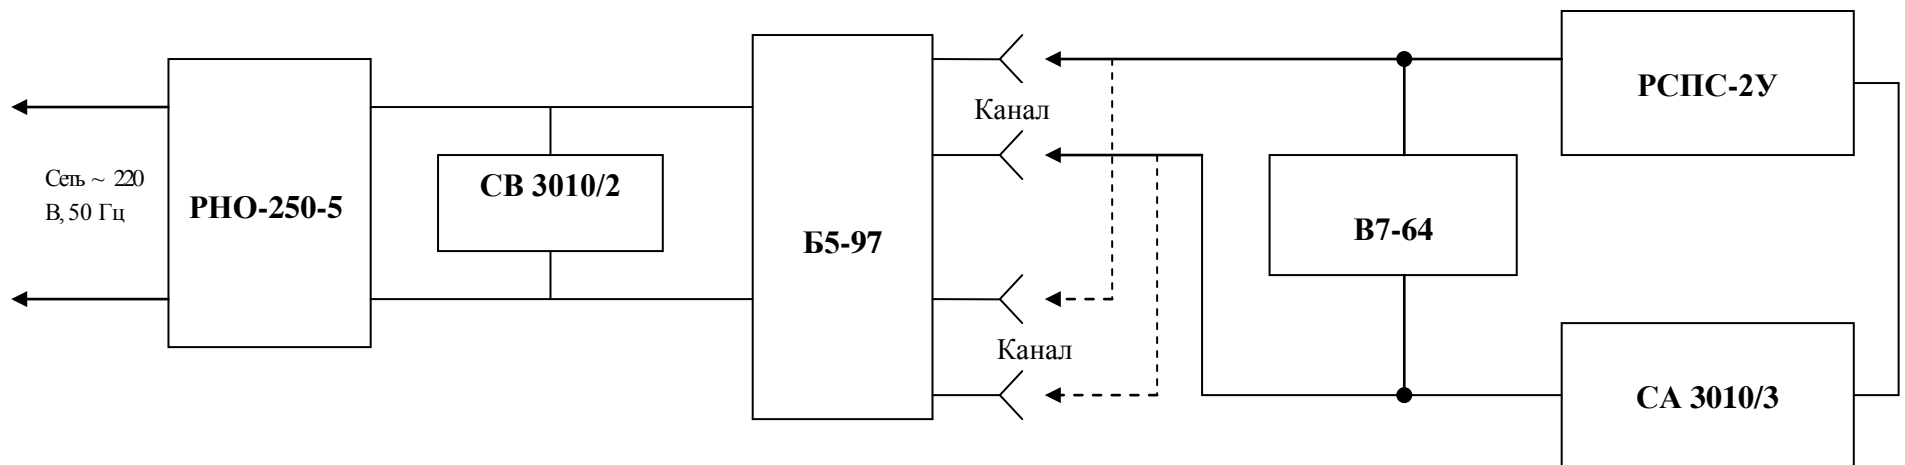 РСПС-2У
Канал
Сеть ~ 220
В, 50 Гц
РНО-250-5
СВ 3010/2
Б5-97
В7-64
Канал
СА 3010/3